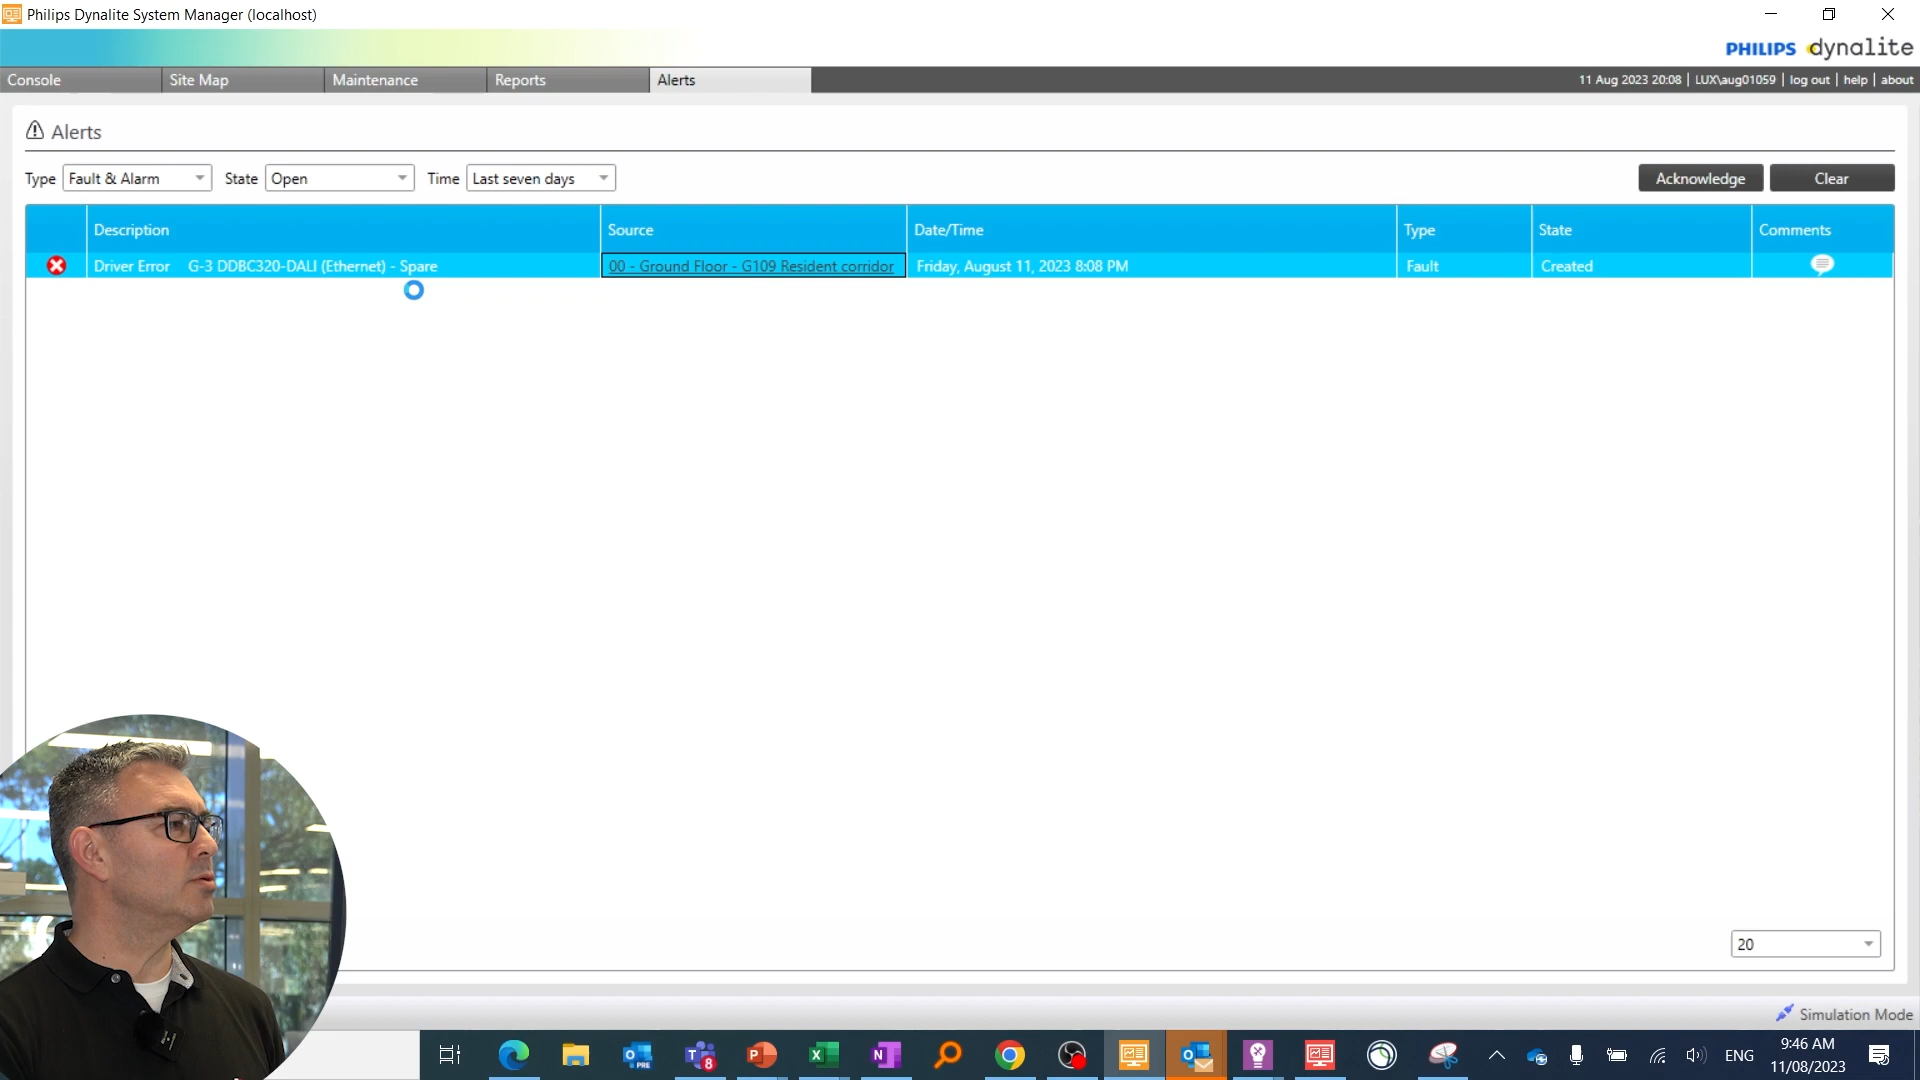 Philips Dynalite System Manager (localhost)
PHILIPS dynalite
Console Site Map Maintenance Reports Alerts 11 Aug 2023 20:08 | LUX\aug01059 | log out | help | about
Alerts
Type Fault & Alarm State Open Time Last seven days Acknowledge Clear
Description Source Date/Time Type State Comments
Driver Error G-3 DDBC320-DALI (Ethernet) - Spare 00 - Ground Floor - G109 Resident corridor Friday, August 11, 2023 8:08 PM Fault Created
20
Simulation Mode
ENG 9:46 AM
11/08/2023